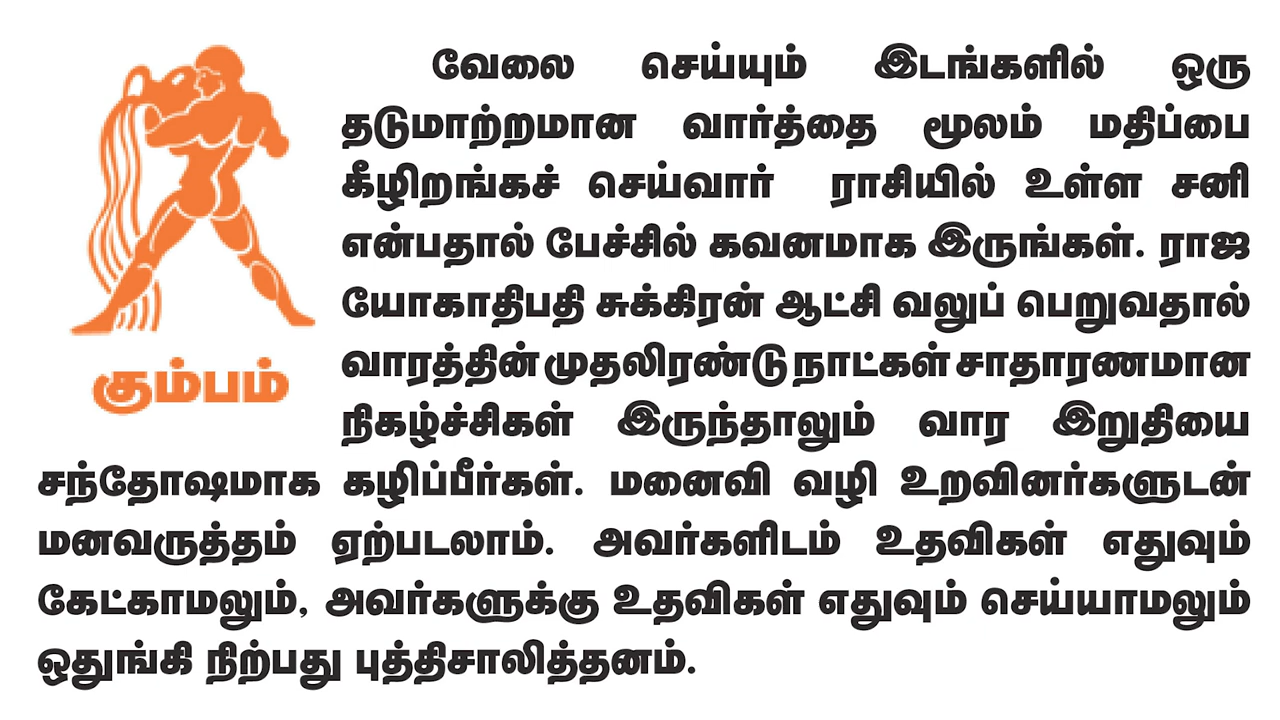 வேலை செய்யும் இடங்களில் ஒரு
தடுமாற்றமான வார்த்தை மூலம் மதிப்பை
கீழிறங்கச் செய்வார் ராசியில் உள்ள சனி
என்பதால் பேச்சில் கவனமாக இருங்கள். ராஜ
யோகாதிபதி சுக்கிரன் ஆட்சி வலுப் பெறுவதால்
வாரத்தின் முதலிரண்டு நாட்கள் சாதாரணமான
நிகழ்ச்சிகள் இருந்தாலும் வார இறுதியை
சந்தோஷமாக கழிப்பீர்கள். மனைவி வழி உறவினர்களுடன்
மனவருத்தம் ஏற்படலாம். அவர்களிடம் உதவிகள் எதுவும்
கேட்காமலும், அவர்களுக்கு உதவிகள் எதுவும் செய்யாமலும்
ஒதுங்கி நிற்பது புத்திசாலித்தனம்.
கும்பம்